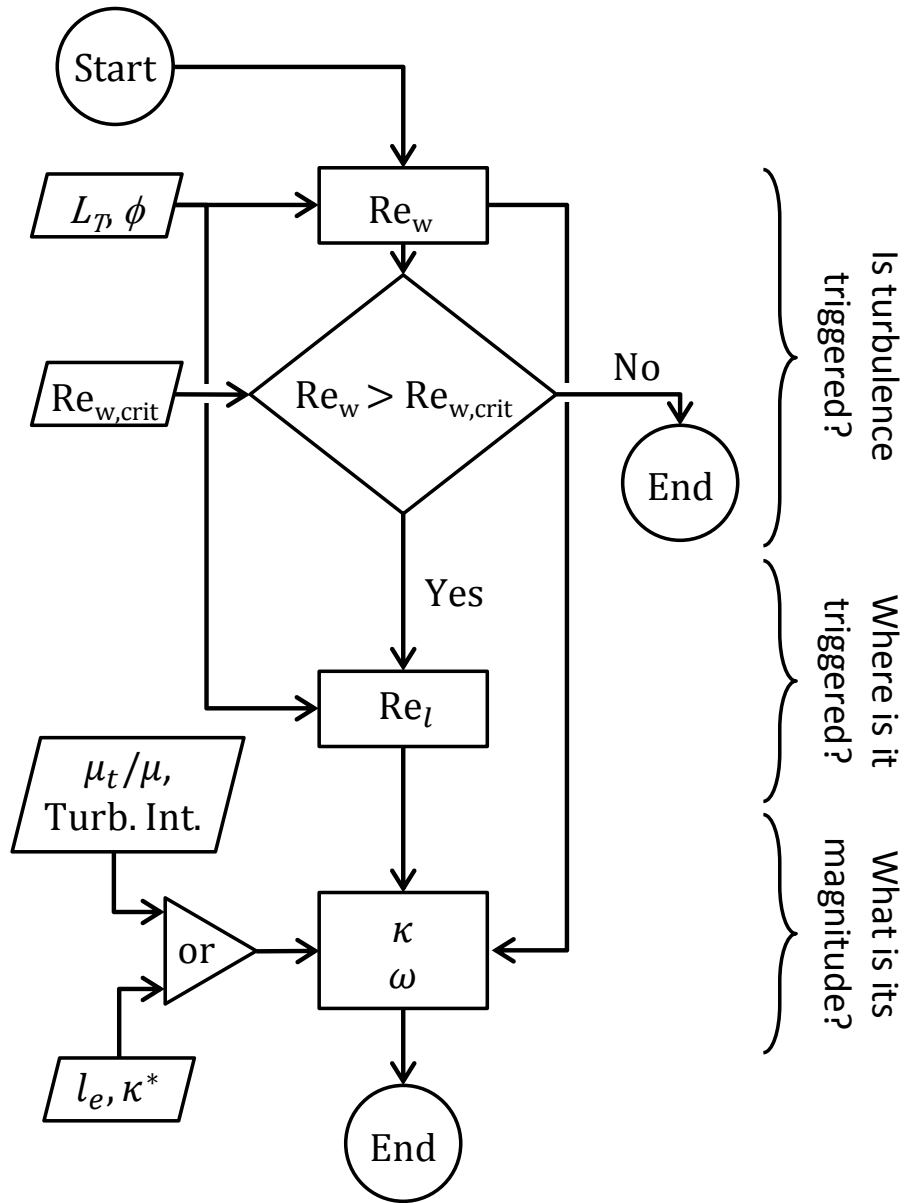 Start
L_T, ϕ
Re_w
Re_w,crit
Re_w > Re_w,crit
No
End
Is turbulence
triggered?
Yes
Re_l
Where is it
triggered?
μ_t/μ,
Turb. Int.
or
κ
ω
l_e, κ*
End
What is its
magnitude?